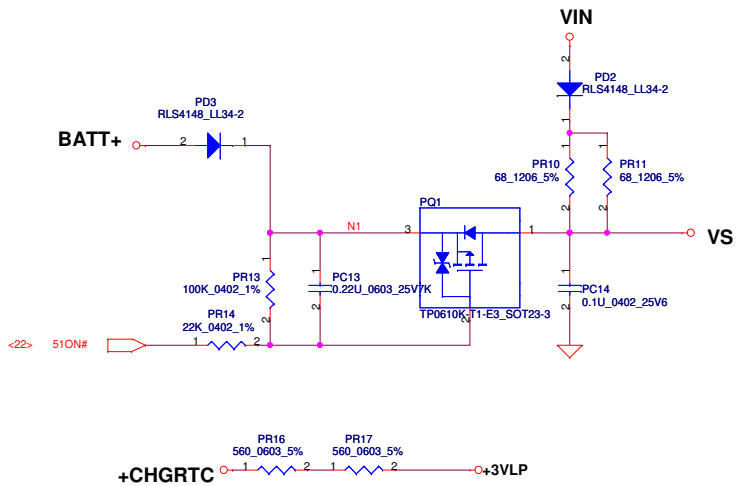 VIN
2
PD2
RLS4148_LL34-2
1
PD3
RLS4148_LL34-2
BATT+
2
1
1
1
PR10
68_1206_5%
PR11
68_1206_5%
2
2
PQ1
N1
3
1
VS
2
1
PR13
100K_0402_1%
2
1
PC13
0.22U_0603_25V7K
2
1
PC14
0.1U_0402_25V6
2
TP0610K-T1-E3_SOT23-3
PR14
22K_0402_1%
<22>
51ON#
1
2
PR16
560_0603_5%
PR17
560_0603_5%
+CHGRTC
1
2
1
2
+3VLP